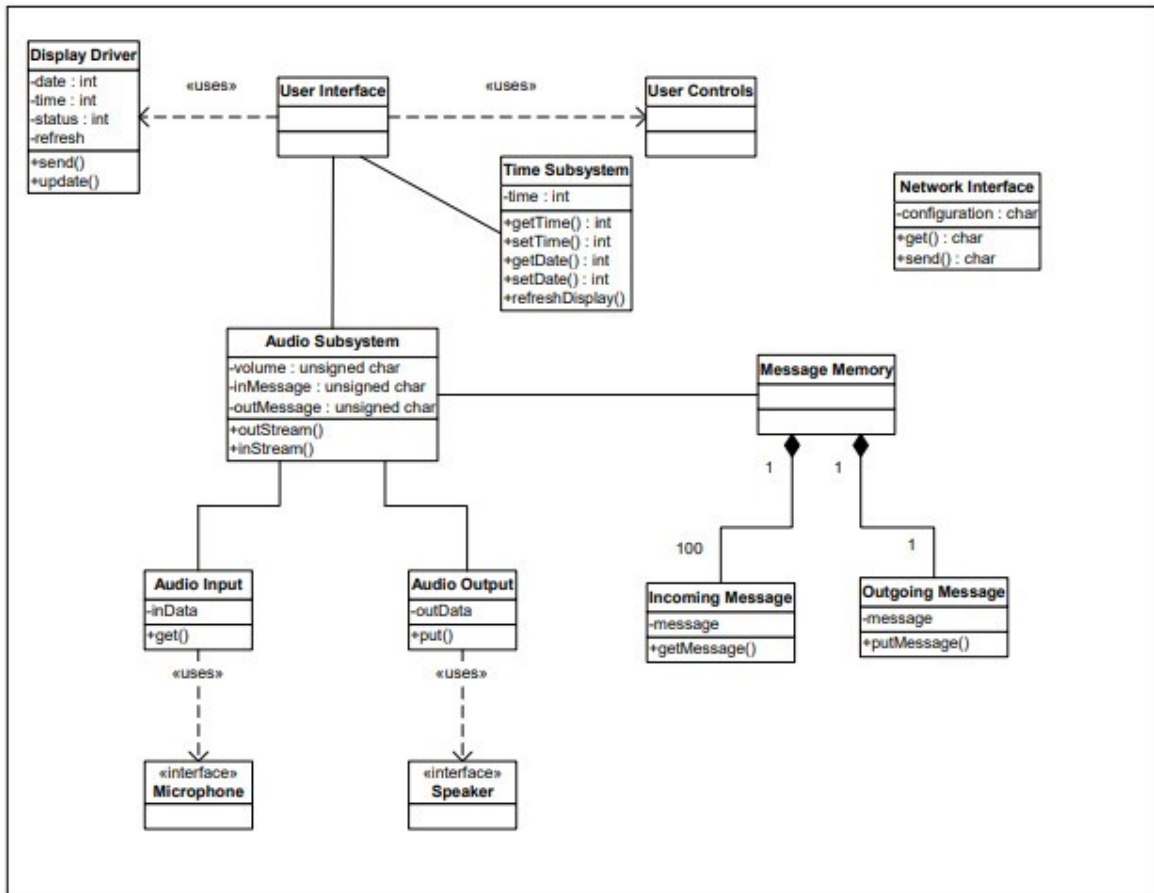 Display Driver
-date : int
-time : int
-status : int
-refresh
+send()
+update()
«uses»
User Interface
«uses»
User Controls
Time Subsystem
-time : int
+getTime() : int
+setTime() : int
+getDate() : int
+setDate() : int
+refreshDisplay()
Network Interface
-configuration : char
+get() : char
+send() : char
Audio Subsystem
-volume : unsigned char
-inMessage : unsigned char
-outMessage : unsigned char
+outStream()
+inStream()
Message Memory
1
1
100
1
Audio Input
-inData
+get()
Audio Output
-outData
+put()
Incoming Message
-message
+getMessage()
Outgoing Message
-message
+putMessage()
«uses»
«uses»
«interface»
Microphone
«interface»
Speaker